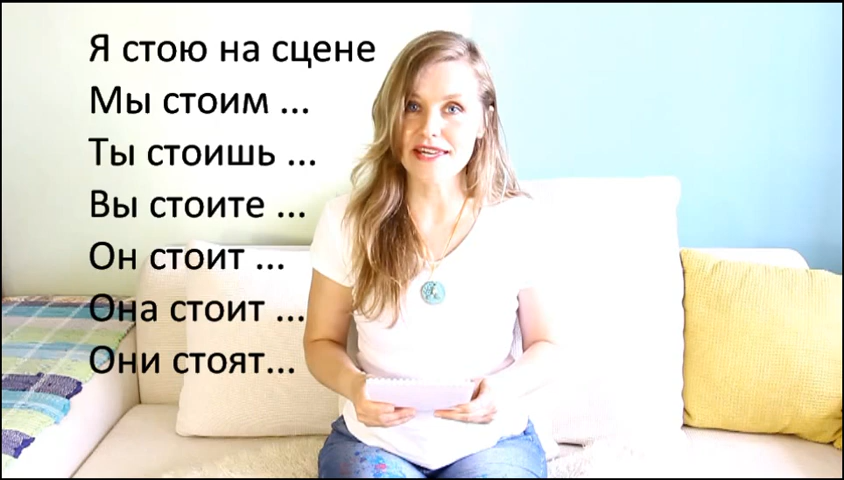 Я стою на сцене
Мы стоим ...
Ты стоишь ...
Вы стоите ...
Он стоит ...
Она стоит ...
Они стоят...